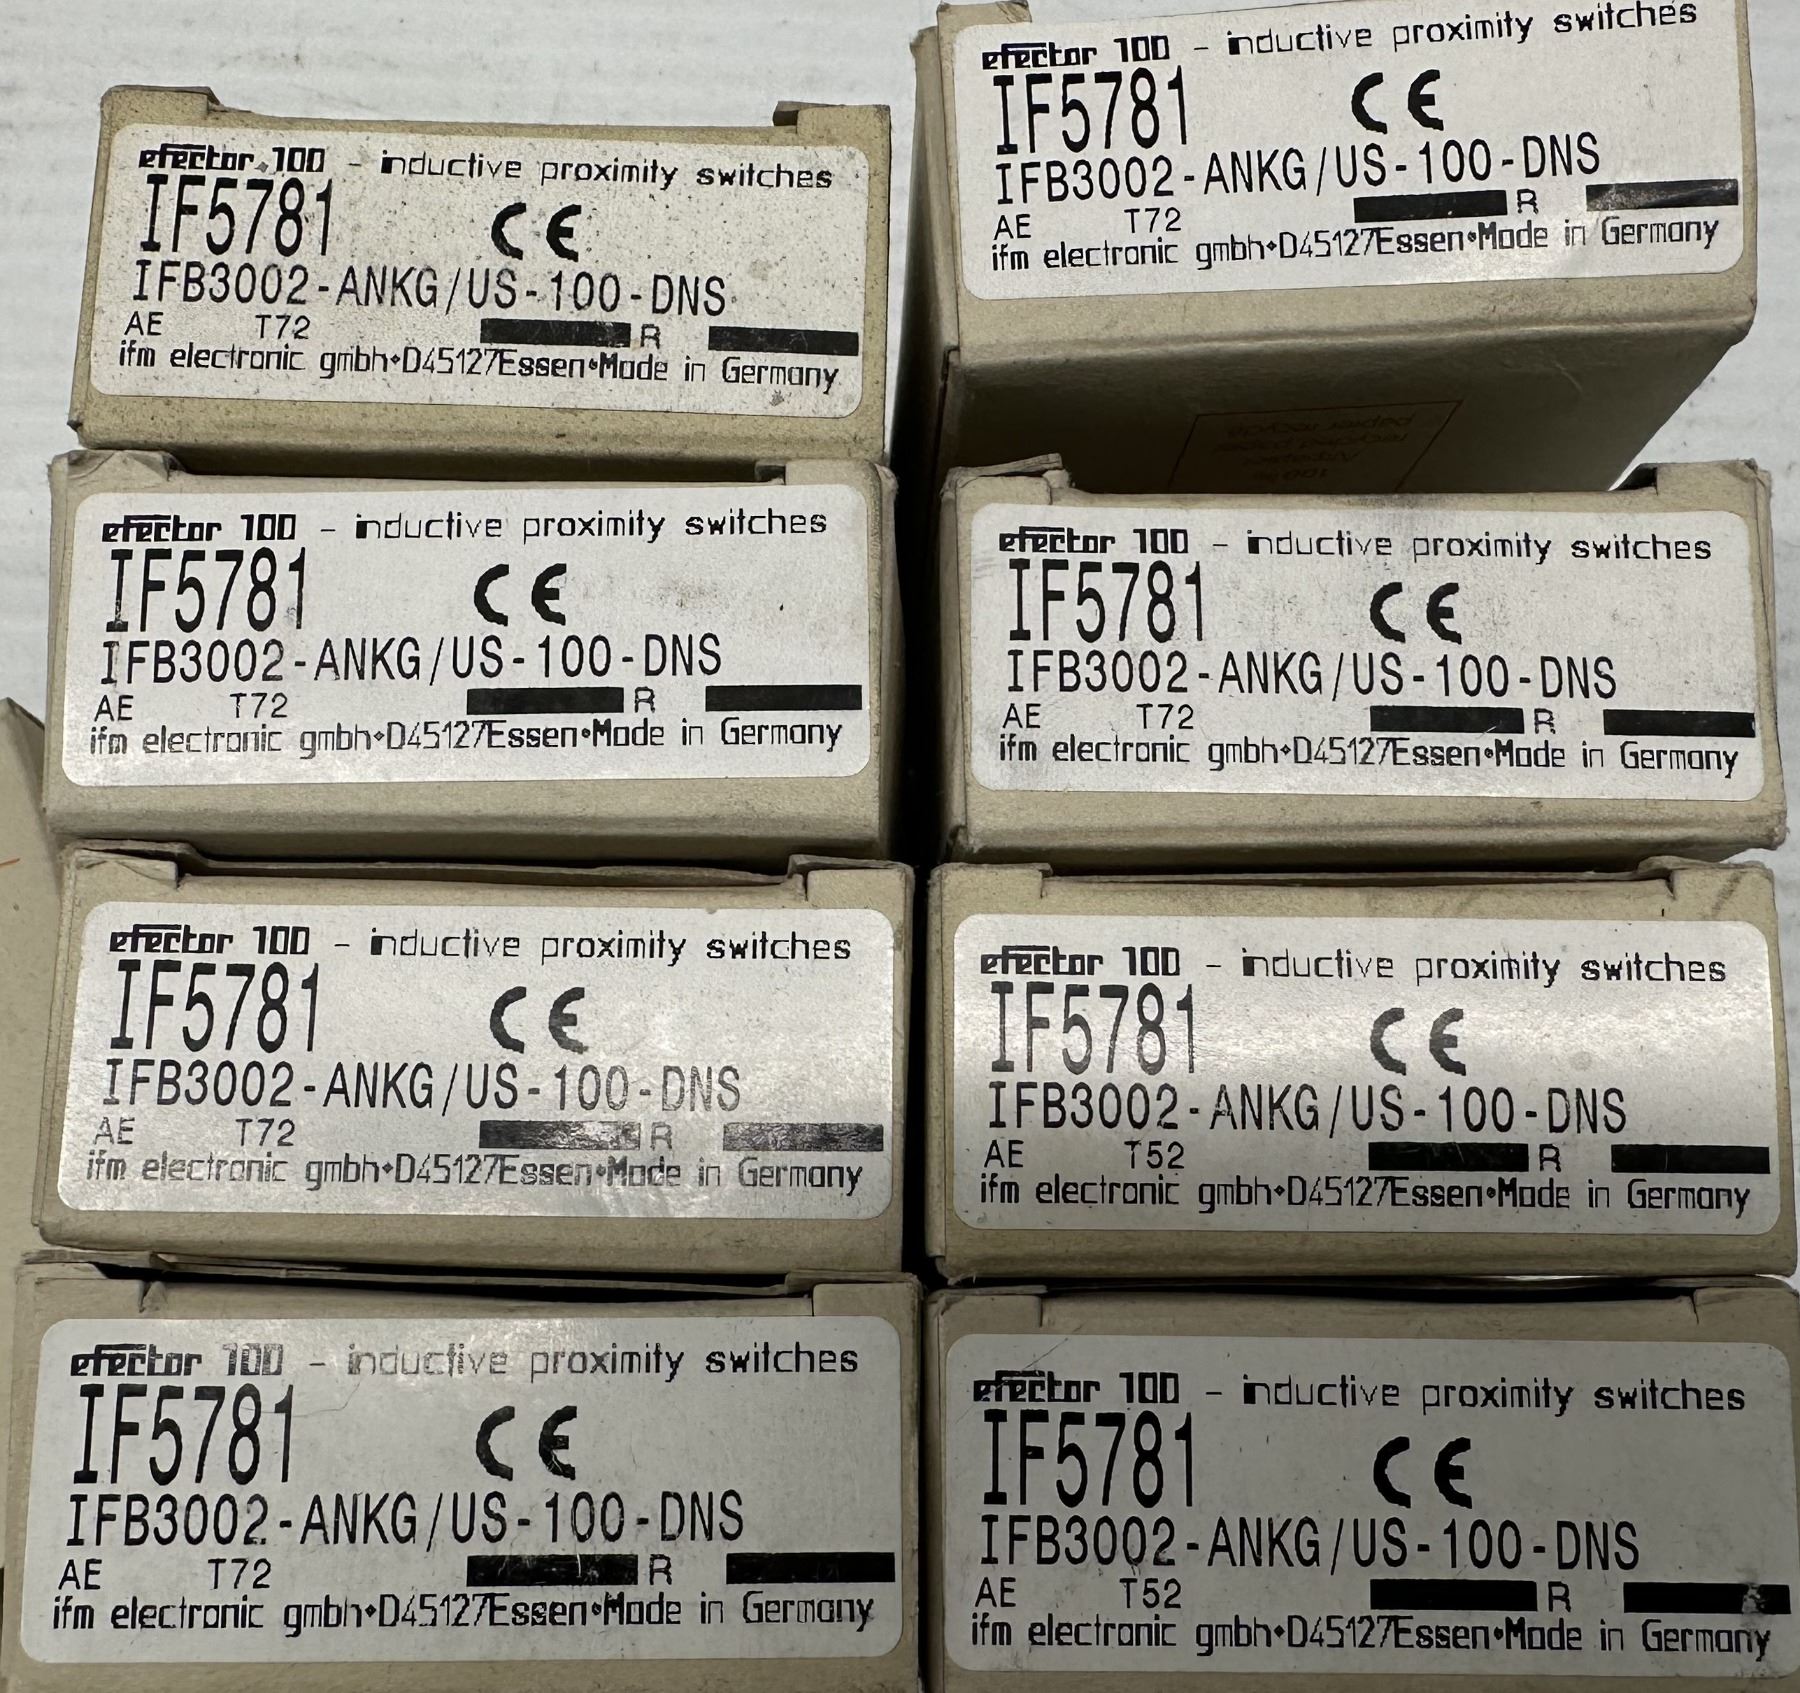 efector 100 - inductive proximity switches
IF5781 CE
IFB3002-ANKG/US-100-DNS
AE T72 R
ifm electronic gmbh•D45127Essen•Made in Germany
efector 100 - inductive proximity switches
IF5781 CE
IFB3002-ANKG/US-100-DNS
AE T72 R
ifm electronic gmbh•D45127Essen•Made in Germany
efector 100 - inductive proximity switches
IF5781 CE
IFB3002-ANKG/US-100-DNS
AE T72 R
ifm electronic gmbh•D45127Essen•Made in Germany
efector 100 - inductive proximity switches
IF5781 CE
IFB3002-ANKG/US-100-DNS
AE T72 R
ifm electronic gmbh•D45127Essen•Made in Germany
efector 100 - inductive proximity switches
IF5781 CE
IFB3002-ANKG/US-100-DNS
AE T72 R
ifm electronic gmbh•D45127Essen•Made in Germany
papier recyclé
recycled paper
Altpapier
100 %
efector 100 - inductive proximity switches
IF5781 CE
IFB3002-ANKG/US-100-DNS
AE T72 R
ifm electronic gmbh•D45127Essen•Made in Germany
efector 100 - inductive proximity switches
IF5781 CE
IFB3002-ANKG/US-100-DNS
AE T52 R
ifm electronic gmbh•D45127Essen•Made in Germany
efector 100 - inductive proximity switches
IF5781 CE
IFB3002-ANKG/US-100-DNS
AE T52 R
ifm electronic gmbh•D45127Essen•Made in Germany